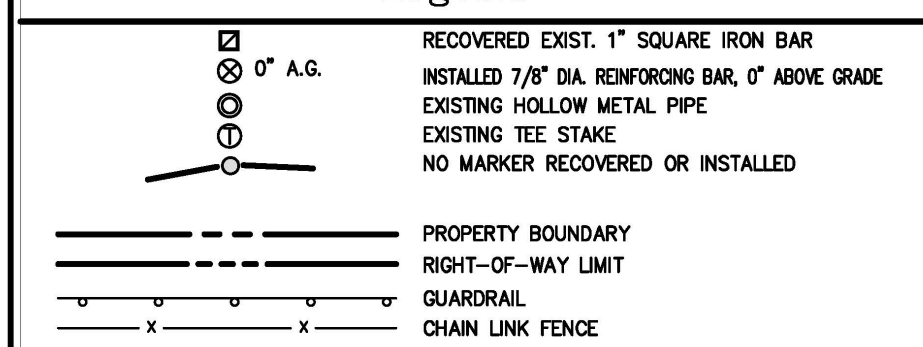 RECOVERED EXIST. 1" SQUARE IRON BAR
0" A.G. INSTALLED 7/8" DIA. REINFORCING BAR, 0" ABOVE GRADE
EXISTING HOLLOW METAL PIPE
T EXISTING TEE STAKE
NO MARKER RECOVERED OR INSTALLED
PROPERTY BOUNDARY
RIGHT-OF-WAY LIMIT
GUARDRAIL
X X CHAIN LINK FENCE